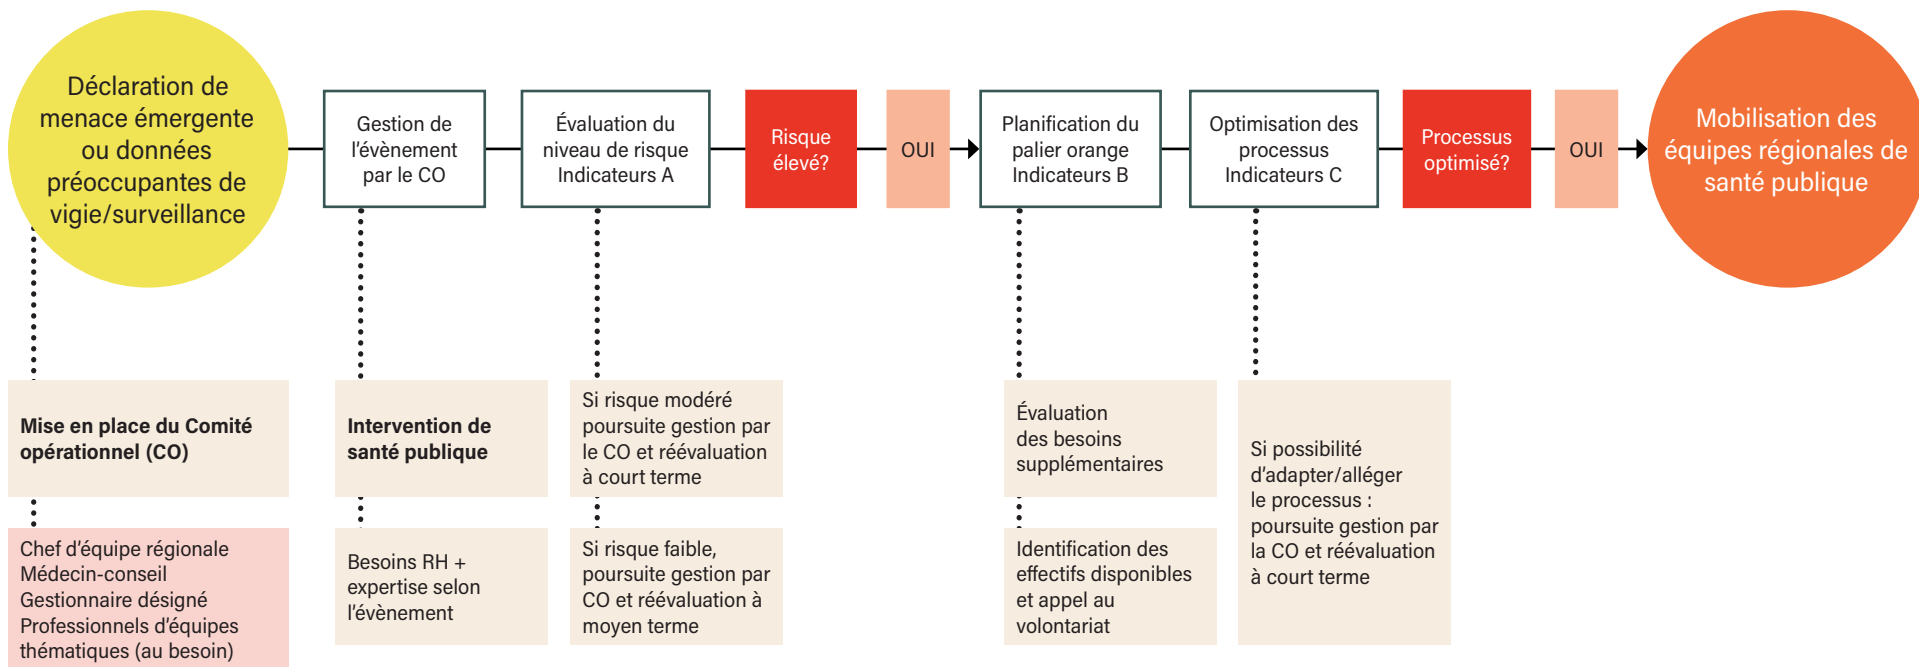 Déclaration de
menace émergente
ou données
préoccupantes de
vigie/surveillance
Gestion de
l'évènement
par le CO
Évaluation du
niveau de risque
Indicateurs A
Risque
élevé?
OUI
Planification du
palier orange
Indicateurs B
Optimisation des
processus
Indicateurs C
Processus
optimisé?
OUI
Mobilisation des
équipes régionales de
santé publique
Mise en place du Comité
opérationnel (CO)
Chef d'équipe régionale
Médecin-conseil
Gestionnaire désigné
Professionnels d'équipes
thématiques (au besoin)
Intervention de
santé publique
Besoins RH +
expertise selon
l'évènement
Si risque modéré
poursuite gestion par
le CO et réévaluation
à court terme
Si risque faible,
poursuite gestion par
CO et réévaluation à
moyen terme
Évaluation
des besoins
supplémentaires
Identification des
effectifs disponibles
et appel au
volontariat
Si possibilité
d'adapter/alléger
le processus :
poursuite gestion par
la CO et réévaluation
à court terme